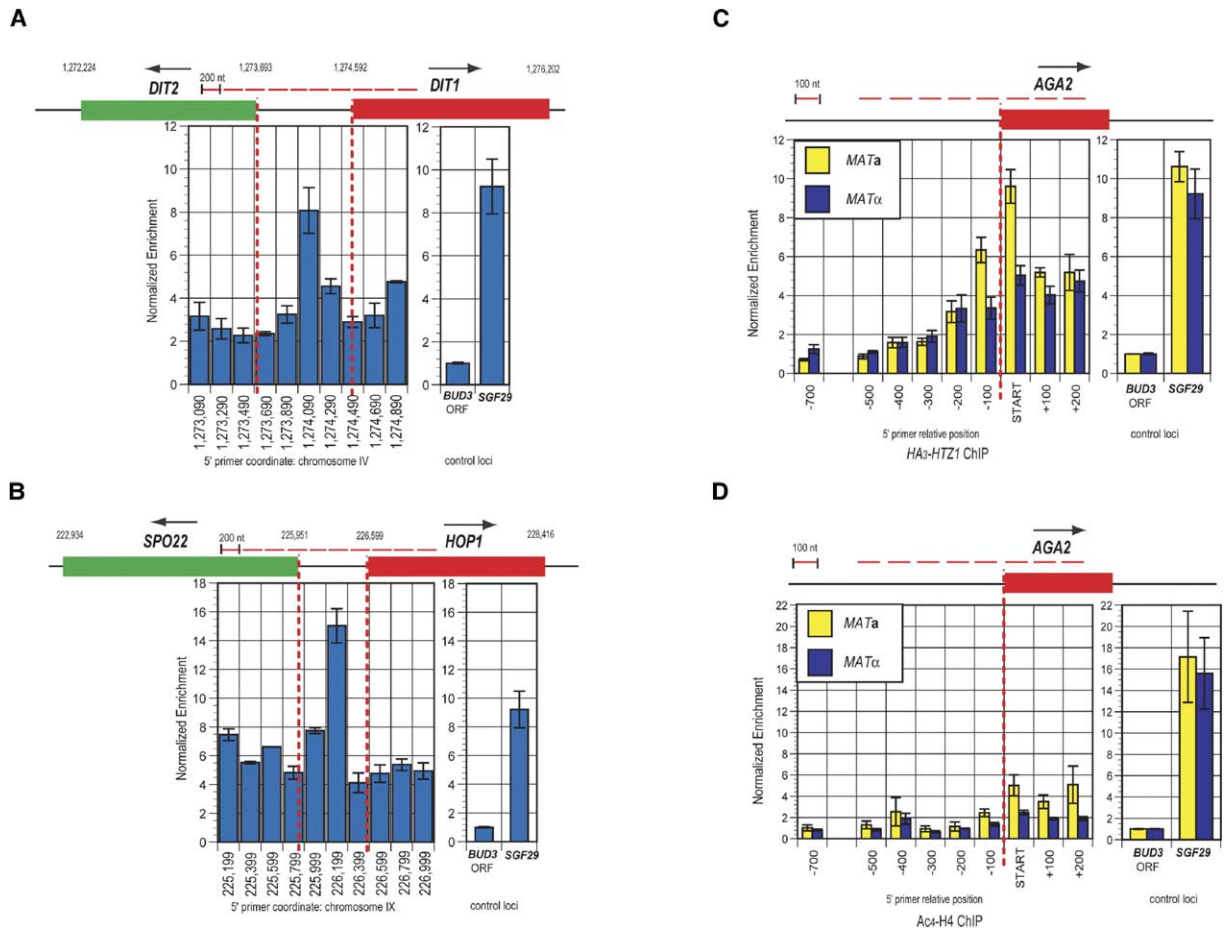 A
1,272,224
DIT2
200 nt
1,273,693
1,274,592
DIT1
1,276,202
Normalized Enrichment
12
10
8
6
4
2
0
12
10
8
6
4
2
0
1,273,090
1,273,290
1,273,490
1,273,690
1,273,890
1,274,090
1,274,290
1,274,490
1,274,690
1,274,890
BUD3
ORF
SGF29
5' primer coordinate: chromosome IV
control loci
B
222,934
SPO22
200 nt
225,951
226,599
HOP1
228,416
Normalized Enrichment
18
16
14
12
10
8
6
4
2
0
18
16
14
12
10
8
6
4
2
0
225,199
225,399
225,599
225,799
225,999
226,199
226,399
226,599
226,799
226,999
BUD3
ORF
SGF29
5' primer coordinate: chromosome IX
control loci
C
100 nt
AGA2
Normalized Enrichment
12
10
8
6
4
2
0
MATa
MATα
12
10
8
6
4
2
0
-700
-500
-400
-300
-200
-100
START
+100
+200
BUD3
ORF
SGF29
5' primer relative position
control loci
HA3-HTZ1 ChIP
D
100 nt
AGA2
Normalized Enrichment
22
20
18
16
14
12
10
8
6
4
2
0
MATa
MATα
22
20
18
16
14
12
10
8
6
4
2
0
-700
-500
-400
-300
-200
-100
START
+100
+200
BUD3
ORF
SGF29
5' primer relative position
control loci
Ac4-H4 ChIP